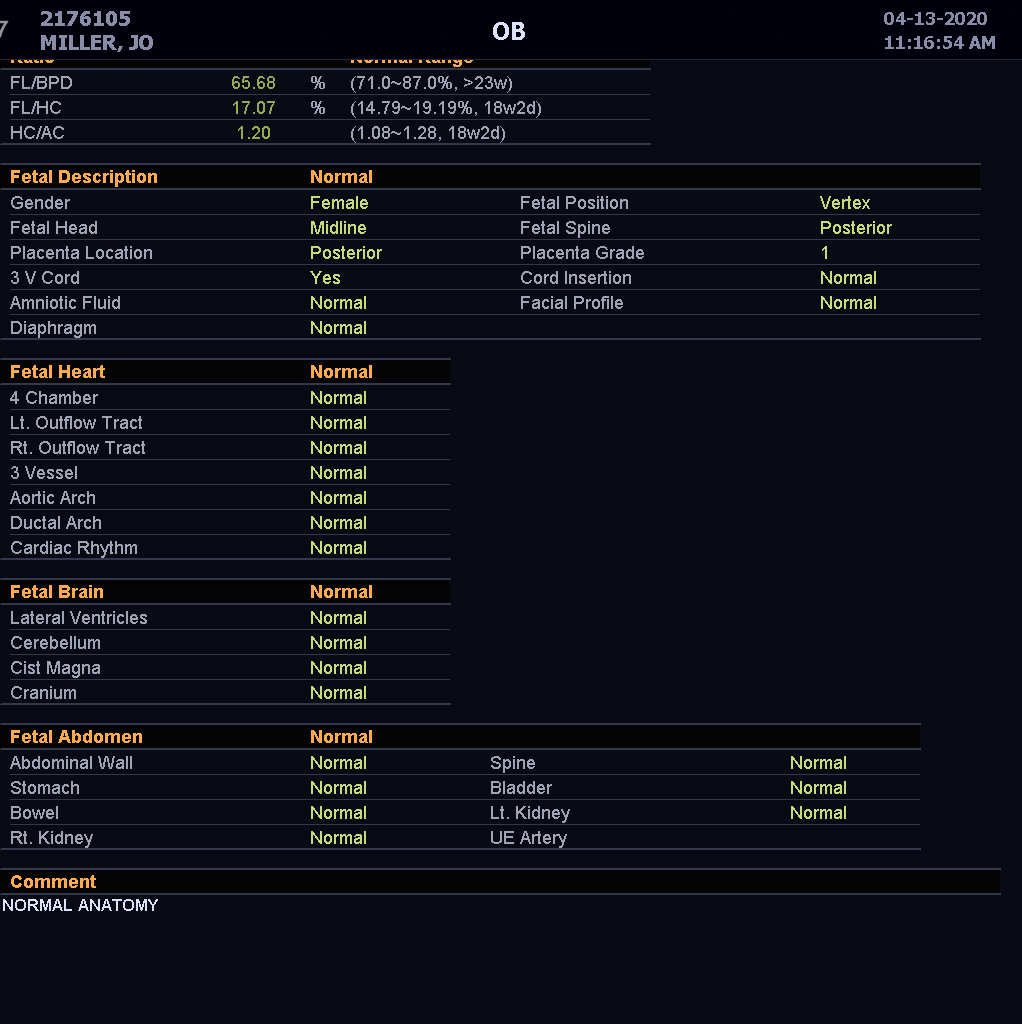 7 2176105 OB 04-13-2020
MILLER, JO 11:16:54 AM
Ratio Normal Range
FL/BPD 65.68 % (71.0~87.0%, >23w)
FL/HC 17.07 % (14.79~19.19%, 18w2d)
HC/AC 1.20 (1.08~1.28, 18w2d)
Fetal Description Normal
Gender Female Fetal Position Vertex
Fetal Head Midline Fetal Spine Posterior
Placenta Location Posterior Placenta Grade 1
3 V Cord Yes Cord Insertion Normal
Amniotic Fluid Normal Facial Profile Normal
Diaphragm Normal
Fetal Heart Normal
4 Chamber Normal
Lt. Outflow Tract Normal
Rt. Outflow Tract Normal
3 Vessel Normal
Aortic Arch Normal
Ductal Arch Normal
Cardiac Rhythm Normal
Fetal Brain Normal
Lateral Ventricles Normal
Cerebellum Normal
Cist Magna Normal
Cranium Normal
Fetal Abdomen Normal
Abdominal Wall Normal Spine Normal
Stomach Normal Bladder Normal
Bowel Normal Lt. Kidney Normal
Rt. Kidney Normal UE Artery
Comment
NORMAL ANATOMY